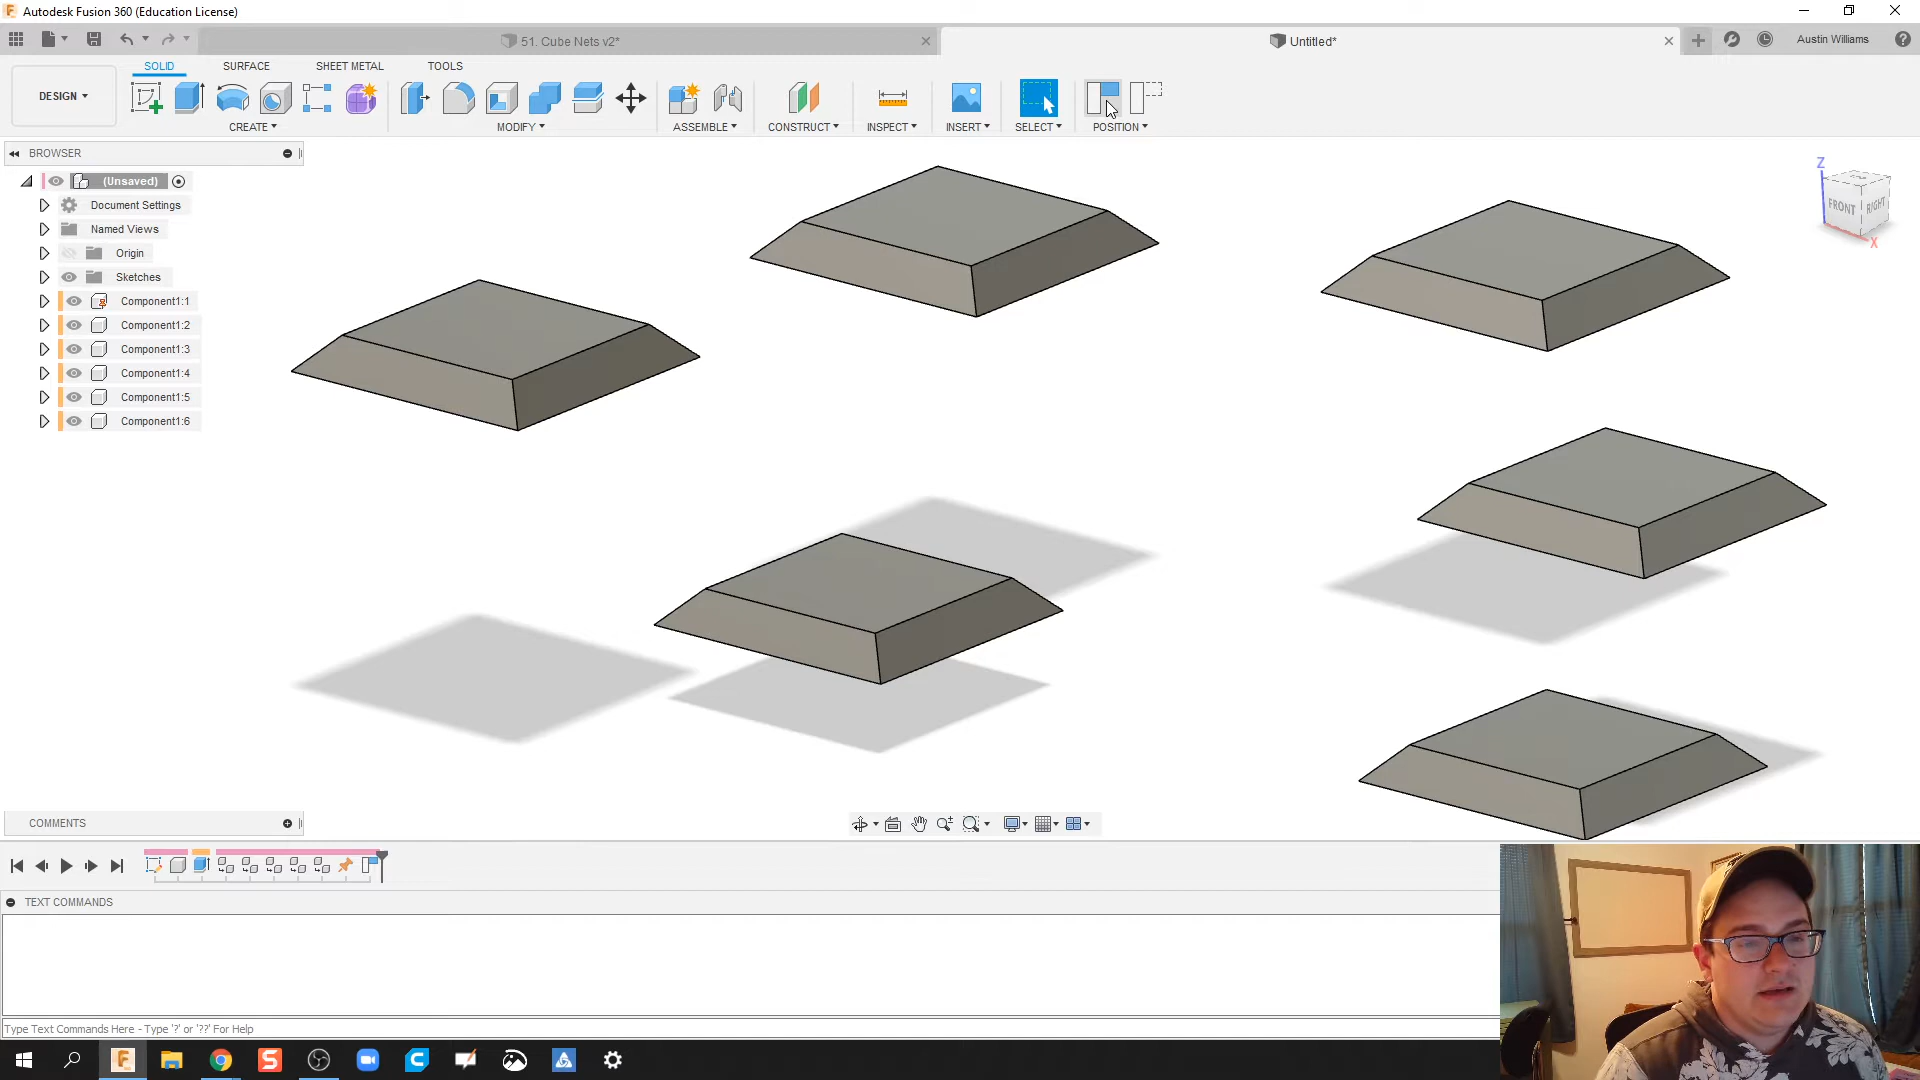 Autodesk Fusion 360 (Education License)
51. Cube Nets v2*
Untitled*
Austin Williams
DESIGN
SOLID
SURFACE
SHEET METAL
TOOLS
CREATE
MODIFY
ASSEMBLE
CONSTRUCT
INSPECT
INSERT
SELECT
POSITION
BROWSER
(Unsaved)
Document Settings
Named Views
Origin
Sketches
Component1:1
Component1:2
Component1:3
Component1:4
Component1:5
Component1:6
Z
FRONT
RIGHT
X
COMMENTS
TEXT COMMANDS
Type Text Commands Here - Type '?' or '??' For Help